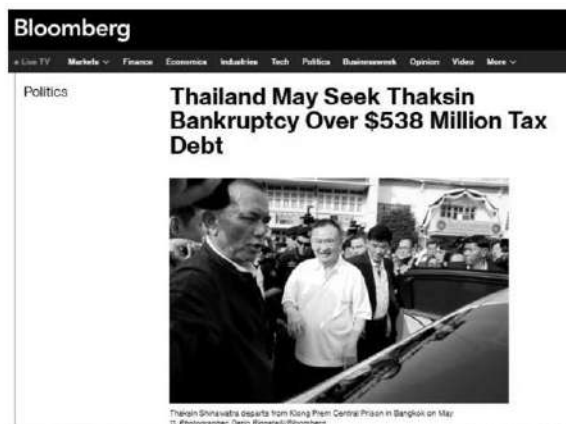 Bloomberg
Live TV Markets Finance Economics Industries Tech Politics Businessweek Opinion Video More
Politics
Thailand May Seek Thaksin
Bankruptcy Over $538 Million Tax
Debt
Thaksin Shinawatra departs from Klong Prem Central Prison in Bangkok on May
11. Photographer: